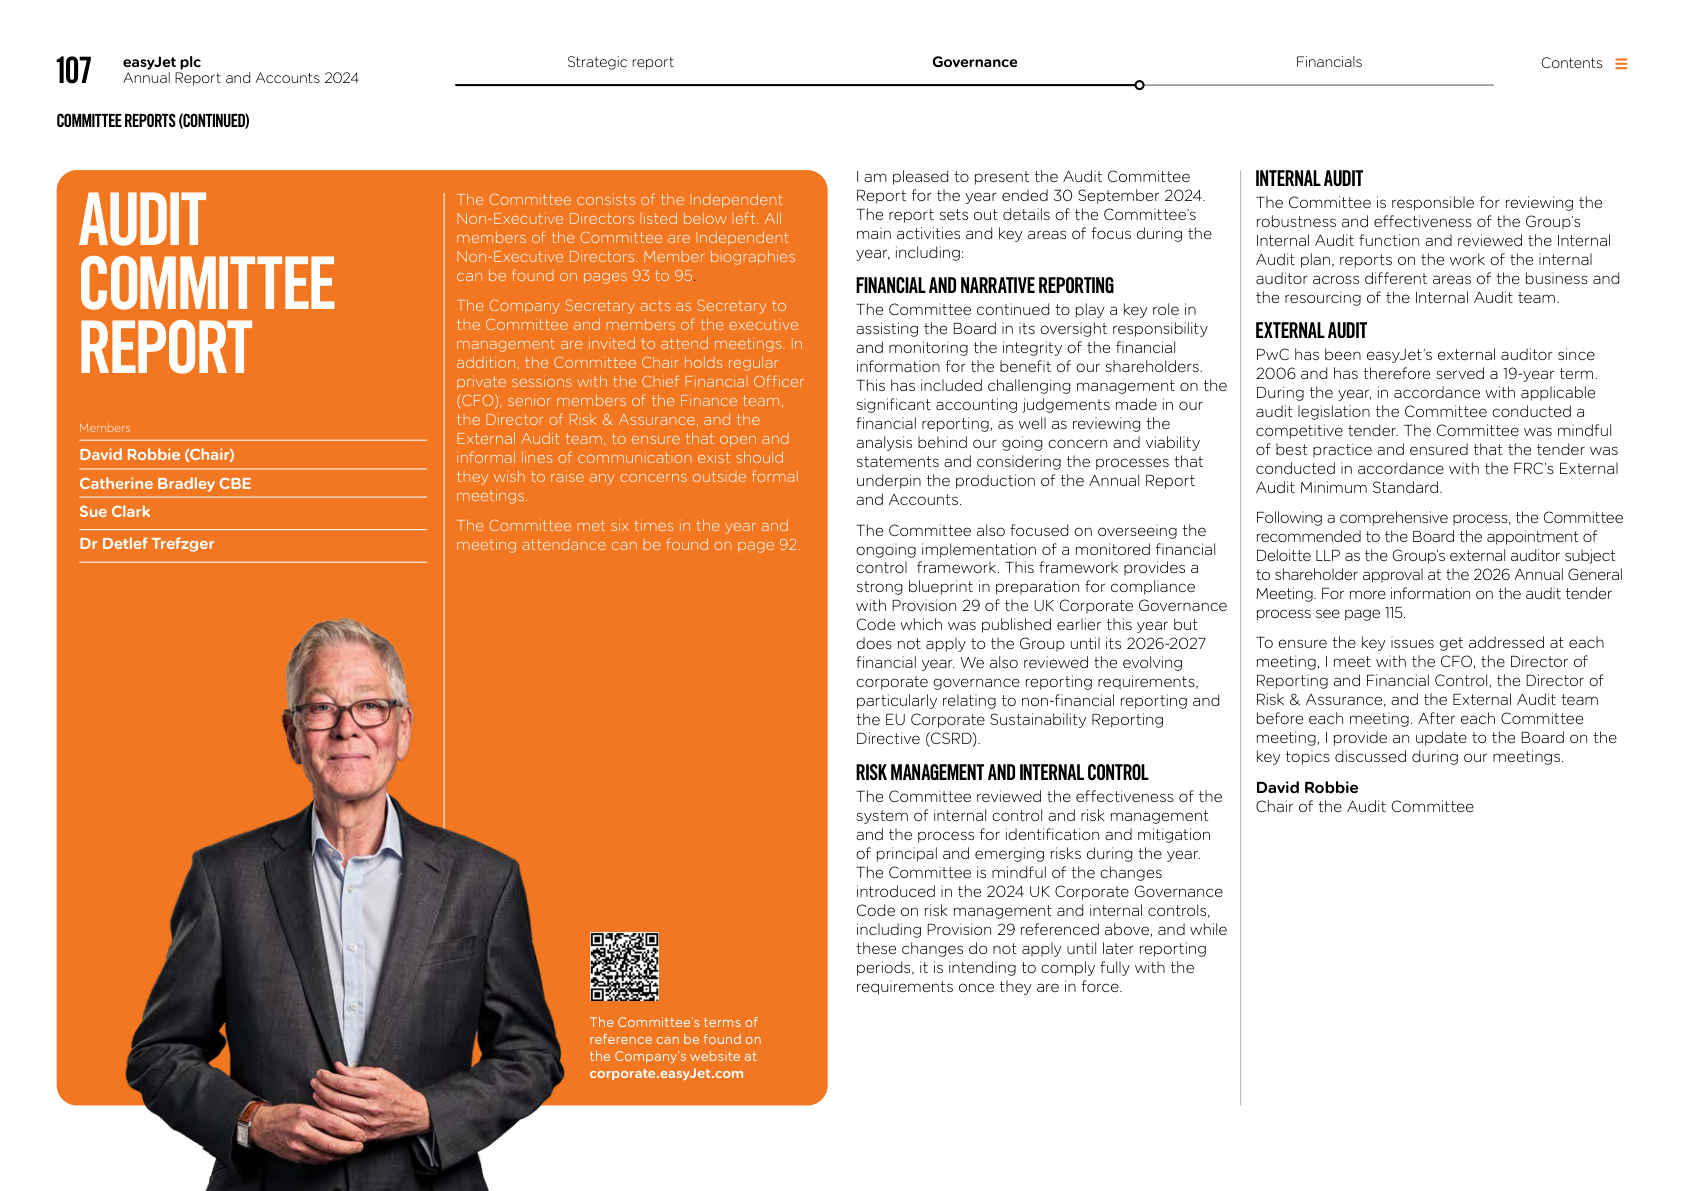 107
easyJet plc
Annual Report and Accounts 2024
Strategic report
Governance
Financials
Contents
COMMITTEE REPORTS (CONTINUED)
AUDIT
COMMITTEE
REPORT
Members
David Robbie (Chair)
Catherine Bradley CBE
Sue Clark
Dr Detlef Trefzger
The Committee consists of the Independent
Non-Executive Directors listed below left. All
members of the Committee are Independent
Non-Executive Directors. Member biographies
can be found on pages 93 to 95.
The Company Secretary acts as Secretary to
the Committee and members of the executive
management are invited to attend meetings. In
addition, the Committee Chair holds regular
private sessions with the Chief Financial Officer
(CFO), senior members of the Finance team,
the Director of Risk & Assurance, and the
External Audit team, to ensure that open and
informal lines of communication exist should
they wish to raise any concerns outside formal
meetings.
The Committee met six times in the year and
meeting attendance can be found on page 92.
The Committee's terms of
reference can be found on
the Company's website at
corporate.easyJet.com
I am pleased to present the Audit Committee
Report for the year ended 30 September 2024.
The report sets out details of the Committee's
main activities and key areas of focus during the
year, including:
FINANCIAL AND NARRATIVE REPORTING
The Committee continued to play a key role in
assisting the Board in its oversight responsibility
and monitoring the integrity of the financial
information for the benefit of our shareholders.
This has included challenging management on the
significant accounting judgements made in our
financial reporting, as well as reviewing the
analysis behind our going concern and viability
statements and considering the processes that
underpin the production of the Annual Report
and Accounts.
The Committee also focused on overseeing the
ongoing implementation of a monitored financial
control framework. This framework provides a
strong blueprint in preparation for compliance
with Provision 29 of the UK Corporate Governance
Code which was published earlier this year but
does not apply to the Group until its 2026-2027
financial year. We also reviewed the evolving
corporate governance reporting requirements,
particularly relating to non-financial reporting and
the EU Corporate Sustainability Reporting
Directive (CSRD).
RISK MANAGEMENT AND INTERNAL CONTROL
The Committee reviewed the effectiveness of the
system of internal control and risk management
and the process for identification and mitigation
of principal and emerging risks during the year.
The Committee is mindful of the changes
introduced in the 2024 UK Corporate Governance
Code on risk management and internal controls,
including Provision 29 referenced above, and while
these changes do not apply until later reporting
periods, it is intending to comply fully with the
requirements once they are in force.
INTERNAL AUDIT
The Committee is responsible for reviewing the
robustness and effectiveness of the Group's
Internal Audit function and reviewed the Internal
Audit plan, reports on the work of the internal
auditor across different areas of the business and
the resourcing of the Internal Audit team.
EXTERNAL AUDIT
PwC has been easyJet's external auditor since
2006 and has therefore served a 19-year term.
During the year, in accordance with applicable
audit legislation the Committee conducted a
competitive tender. The Committee was mindful
of best practice and ensured that the tender was
conducted in accordance with the FRC's External
Audit Minimum Standard.
Following a comprehensive process, the Committee
recommended to the Board the appointment of
Deloitte LLP as the Group's external auditor subject
to shareholder approval at the 2026 Annual General
Meeting. For more information on the audit tender
process see page 115.
To ensure the key issues get addressed at each
meeting, I meet with the CFO, the Director of
Reporting and Financial Control, the Director of
Risk & Assurance, and the External Audit team
before each meeting. After each Committee
meeting, I provide an update to the Board on the
key topics discussed during our meetings.
David Robbie
Chair of the Audit Committee